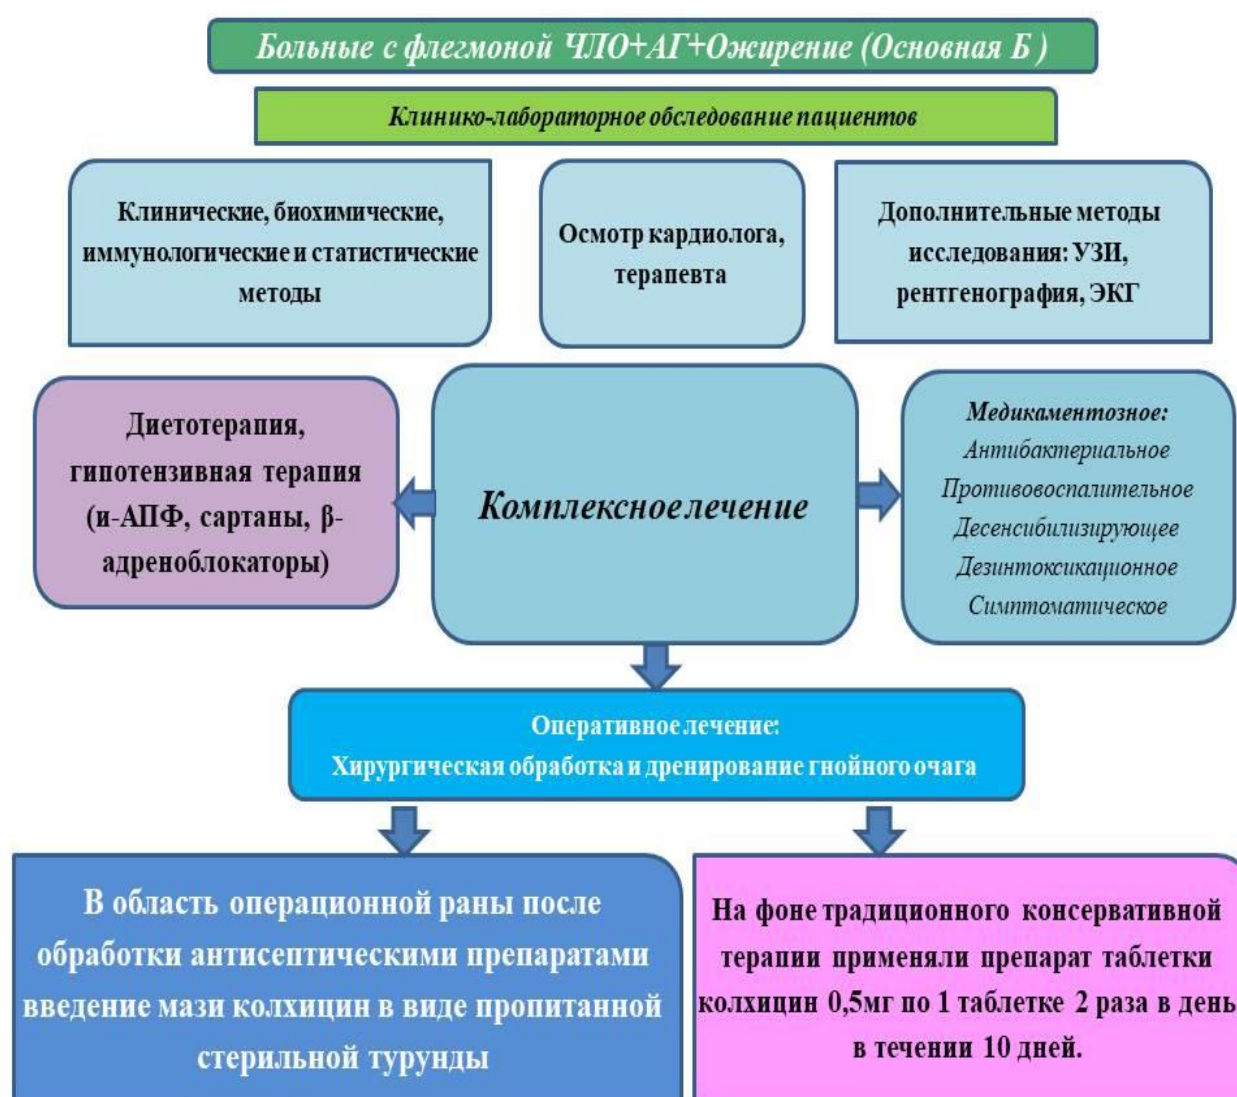 Больные с флегмоной ЧЛО+АГ+Ожирение (Основная Б )
Клинико-лабораторное обследование пациентов
Клинические, биохимические,
иммунологические и статистические
методы
Осмотр кардиолога,
терапевта
Дополнительные методы
исследования: УЗИ,
рентгенография, ЭКГ
Диетотерапия,
гипотензивная терапия
(и-АПФ, сартаны, β-
адреноблокаторы)
Комплексное лечение
Медикаментозное:
Антибактериальное
Противовоспалительное
Десенсибилизирующее
Дезинтоксикационное
Симптоматическое
Оперативное лечение:
Хирургическая обработка и дренирование гнойного очага
В область операционной раны после
обработки антисептическими препаратами
введение мази колхицин в виде пропитанной
стерильной турунды
На фоне традиционного консервативной
терапии применяли препарат таблетки
колхицин 0,5мг по 1 таблетке 2 раза в день
в течении 10 дней.